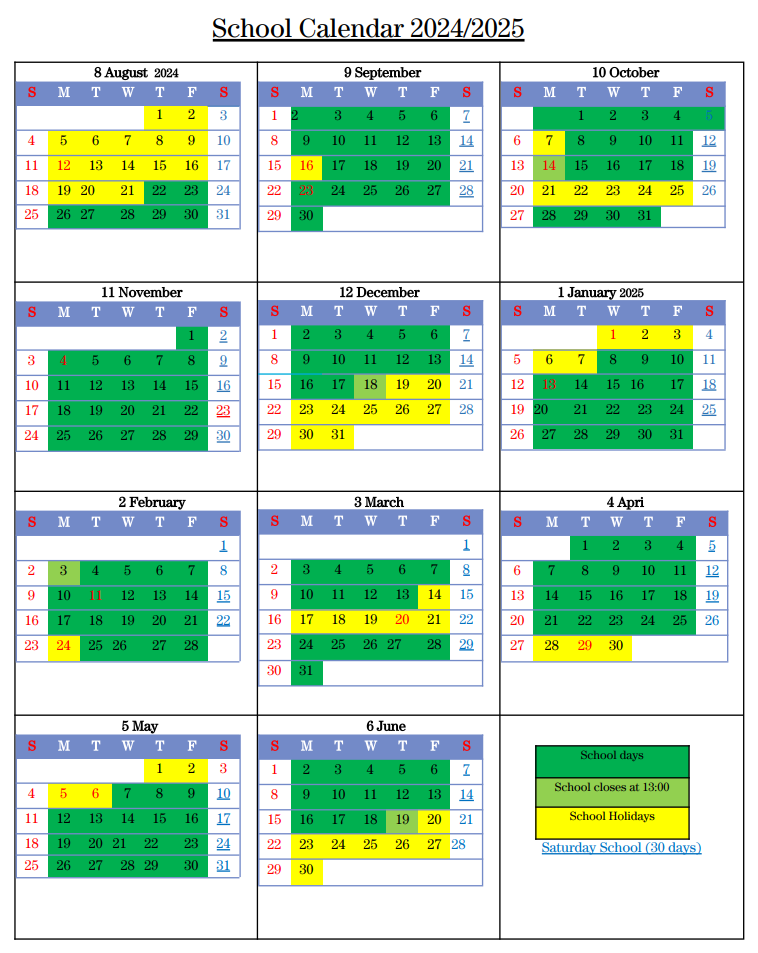 School Calendar 2024/2025
8 August 2024
S M T W T F S
1 2 3
4 5 6 7 8 9 10
11 12 13 14 15 16 17
18 19 20 21 22 23 24
25 26 27 28 29 30 31
9 September
S M T W T F S
1 2 3 4 5 6 7
8 9 10 11 12 13 14
15 16 17 18 19 20 21
22 23 24 25 26 27 28
29 30
10 October
S M T W T F S
1 2 3 4 5
6 7 8 9 10 11 12
13 14 15 16 17 18 19
20 21 22 23 24 25 26
27 28 29 30 31
11 November
S M T W T F S
1 2
3 4 5 6 7 8 9
10 11 12 13 14 15 16
17 18 19 20 21 22 23
24 25 26 27 28 29 30
12 December
S M T W T F S
1 2 3 4 5 6 7
8 9 10 11 12 13 14
15 16 17 18 19 20 21
22 23 24 25 26 27 28
29 30 31
1 January 2025
S M T W T F S
1 2 3 4
5 6 7 8 9 10 11
12 13 14 15 16 17 18
19 20 21 22 23 24 25
26 27 28 29 30 31
2 February
S M T W T F S
1
2 3 4 5 6 7 8
9 10 11 12 13 14 15
16 17 18 19 20 21 22
23 24 25 26 27 28
3 March
S M T W T F S
1
2 3 4 5 6 7 8
9 10 11 12 13 14 15
16 17 18 19 20 21 22
23 24 25 26 27 28 29
30 31
4 Apri
S M T W T F S
1 2 3 4 5
6 7 8 9 10 11 12
13 14 15 16 17 18 19
20 21 22 23 24 25 26
27 28 29 30
5 May
S M T W T F S
1 2 3
4 5 6 7 8 9 10
11 12 13 14 15 16 17
18 19 20 21 22 23 24
25 26 27 28 29 30 31
6 June
S M T W T F S
1 2 3 4 5 6 7
8 9 10 11 12 13 14
15 16 17 18 19 20 21
22 23 24 25 26 27 28
29 30
School days
School closes at 13:00
School Holidays
Saturday School (30 days)